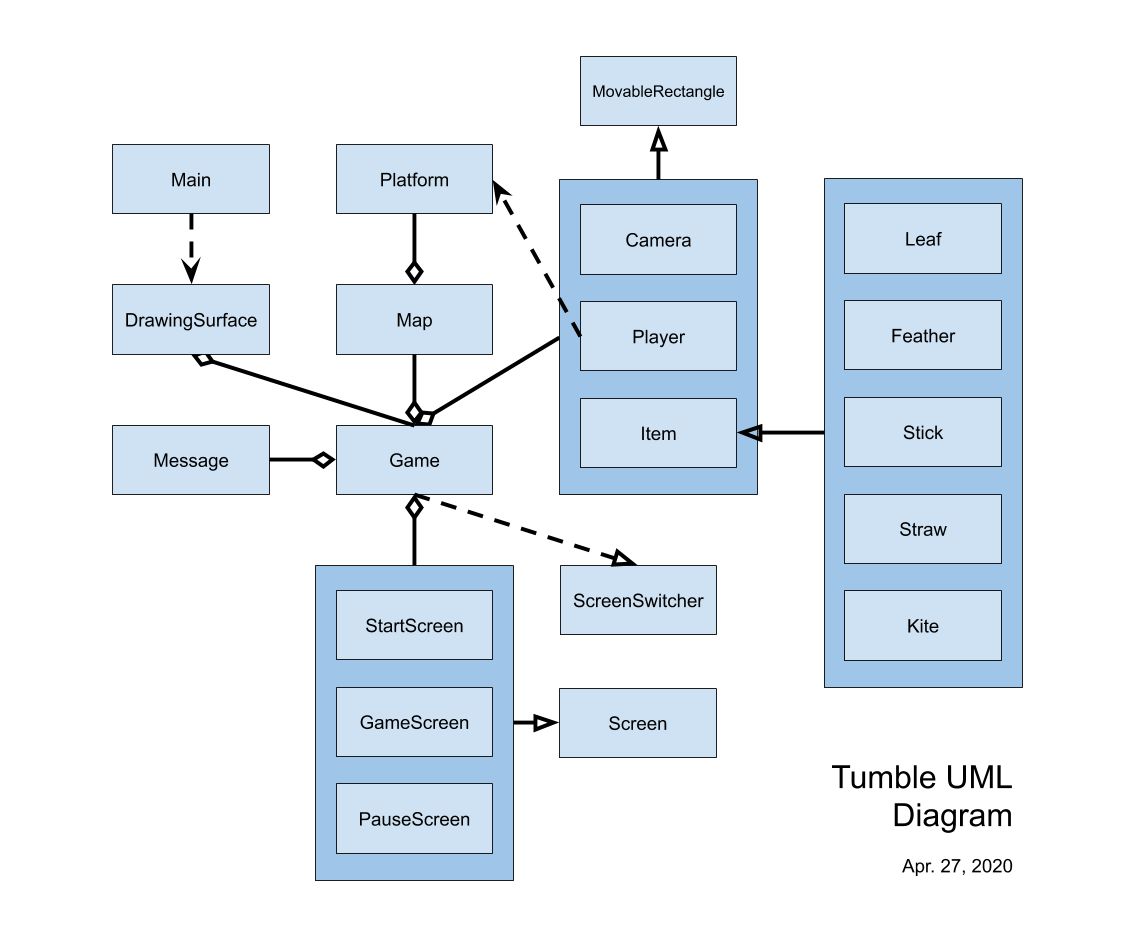 MovableRectangle
Main
Platform
Camera
Leaf
DrawingSurface
Map
Player
Feather
Message
Game
Item
Stick
Straw
StartScreen
ScreenSwitcher
Kite
GameScreen
Screen
PauseScreen
Tumble UML
Diagram
Apr. 27, 2020